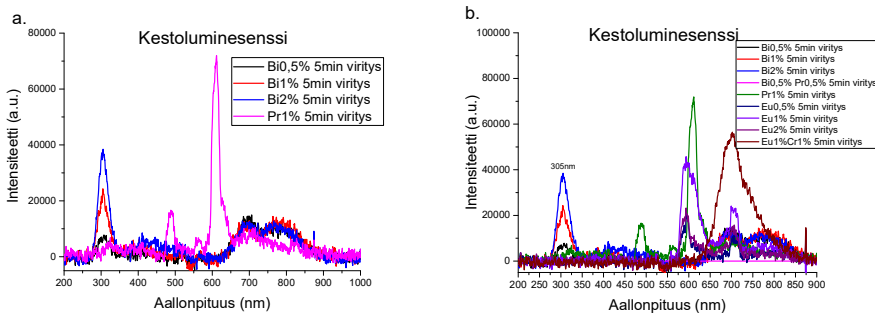 a.
Kestoluminesenssi
Bi0,5% 5min viritys
Bi1% 5min viritys
Bi2% 5min viritys
Pr1% 5min viritys
Intensiteetti (a.u.)
80000
60000
40000
20000
0
200 300 400 500 600 700 800 900 1000
Aallonpituus (nm)
b.
Kestoluminesenssi
Bi0,5% 5min viritys
Bi1% 5min viritys
Bi2% 5min viritys
Bi0,5% Pr0,5% 5min viritys
Pr1% 5min viritys
Eu0,5% 5min viritys
Eu1% 5min viritys
Eu2% 5min viritys
Eu1%Cr1% 5min viritys
305nm
Intensiteetti (a.u.)
100000
80000
60000
40000
20000
0
200 250 300 350 400 450 500 550 600 650 700 750 800 850 900
Aallonpituus (nm)